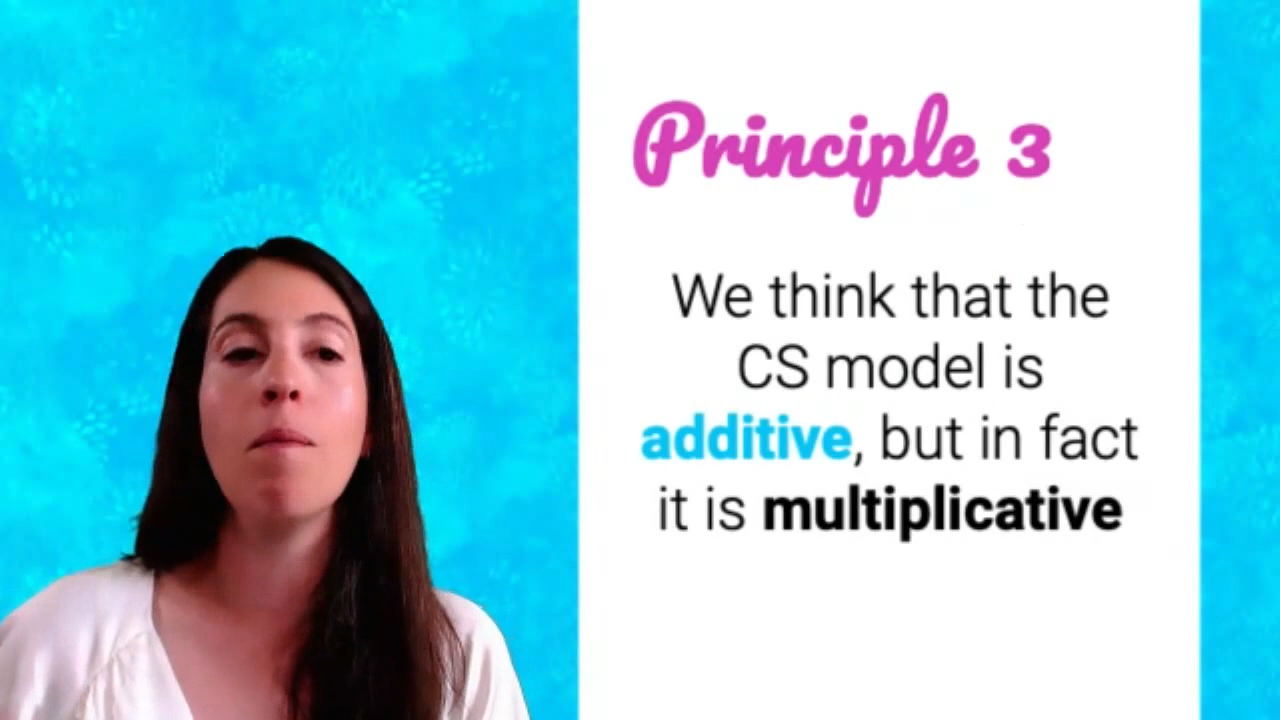 Principle 3
We think that the
CS model is
additive, but in fact
it is multiplicative